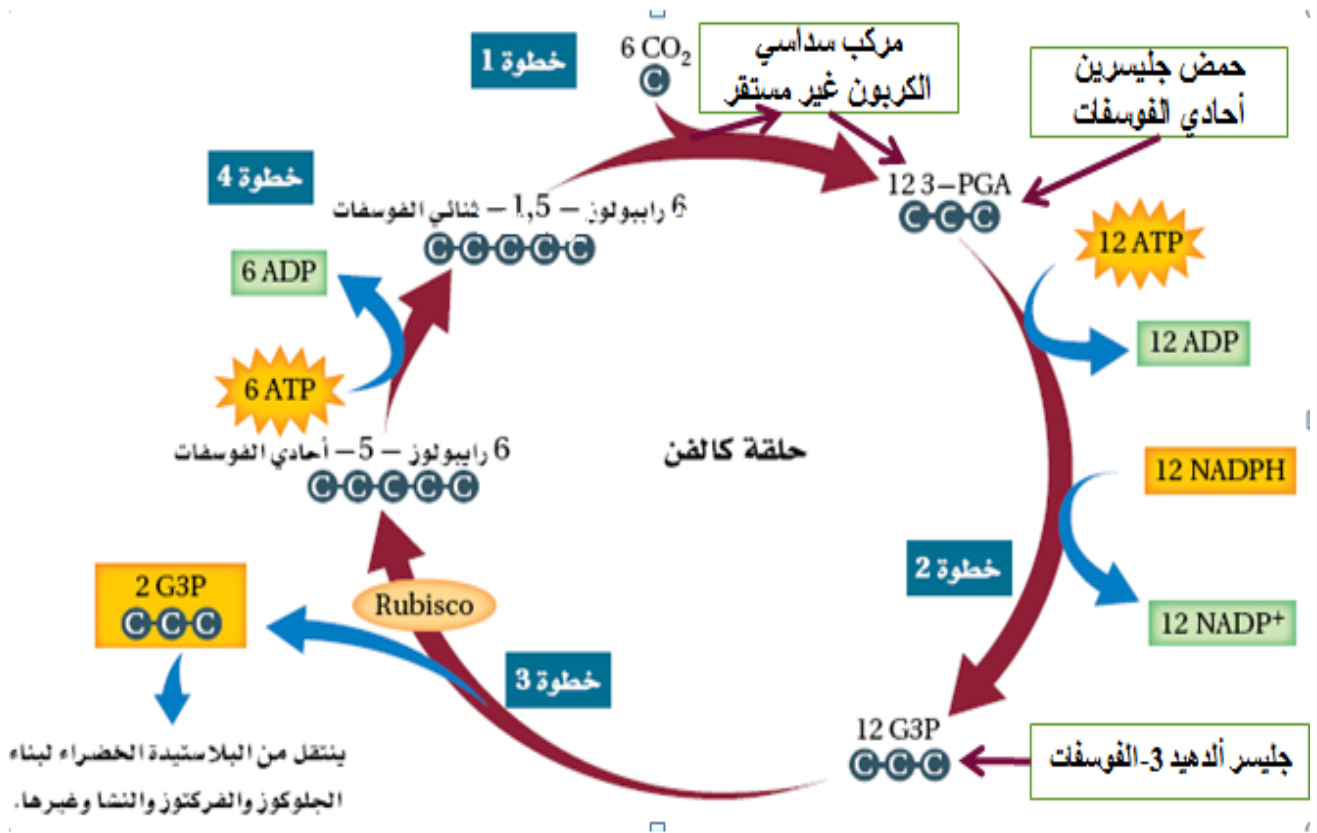 خطوة 1
6 CO₂
C
مركب سداسي
الكربون غير مستقر
حمض جليسرين
أحادي الفوسفات
12 3–PGA
C-C-C
12 ATP
12 ADP
12 NADPH
12 NADP⁺
خطوة 2
12 G3P
C-C-C
جليسر ألدهيد 3-الفوسفات
خطوة 3
Rubisco
2 G3P
C-C-C
ينتقل من البلاستيدة الخضراء لبناء
الجلوكوز والفركتوز والنشا وغيرها.
6 رايبولوز – 5– أحادي الفوسفات
C-C-C-C-C
6 ATP
6 ADP
خطوة 4
6 رايبولوز – 1,5– ثنائي الفوسفات
C-C-C-C-C
حلقة كالفن